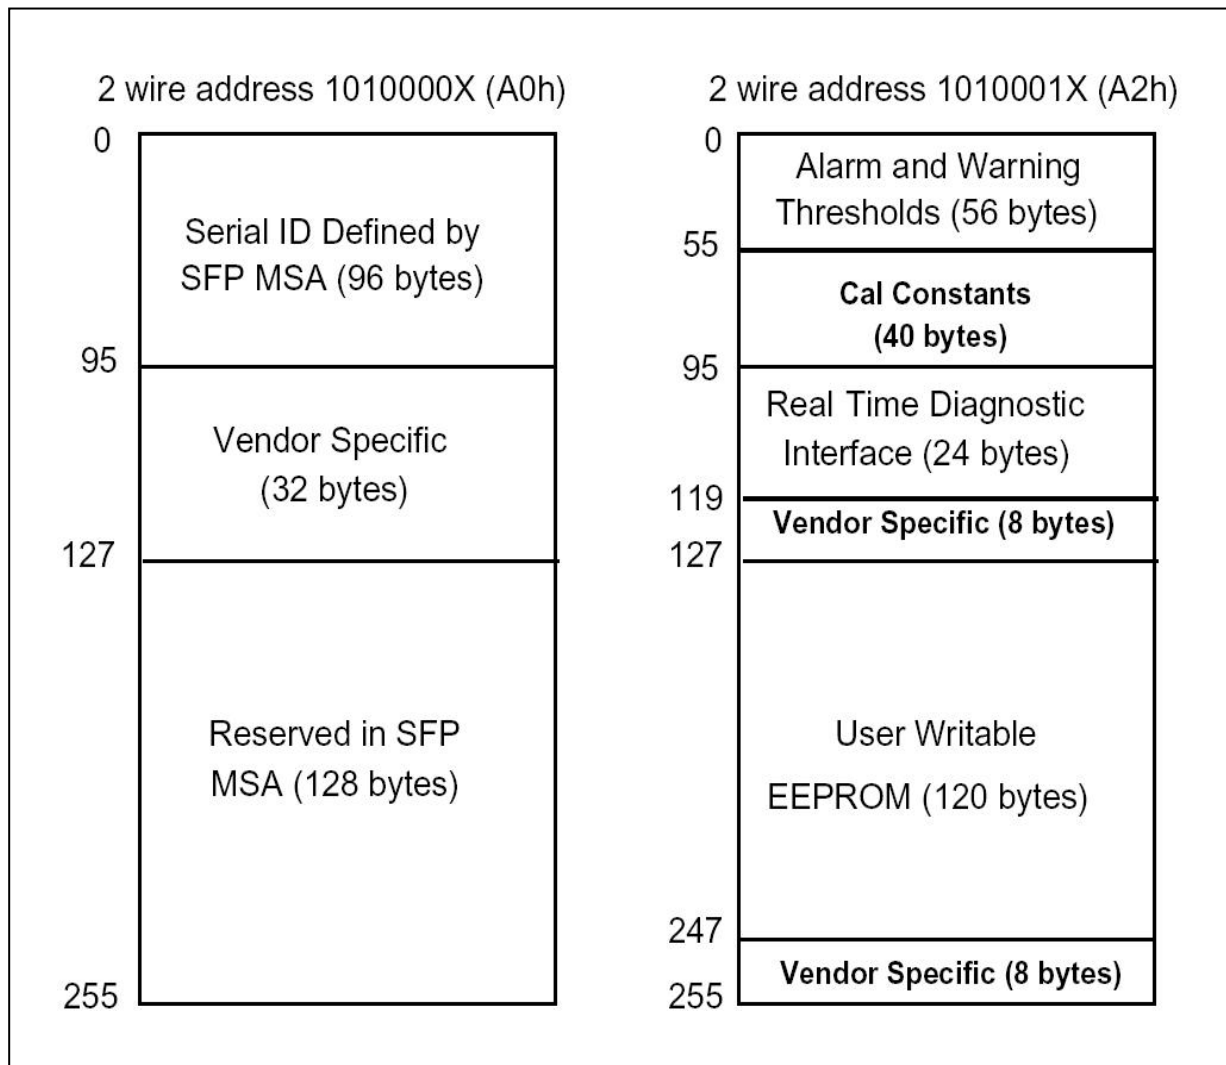 2 wire address 1010000X (A0h)
0
Serial ID Defined by
SFP MSA (96 bytes)
95
Vendor Specific
(32 bytes)
127
Reserved in SFP
MSA (128 bytes)
255
2 wire address 1010001X (A2h)
0
Alarm and Warning
Thresholds (56 bytes)
55
Cal Constants
(40 bytes)
95
Real Time Diagnostic
Interface (24 bytes)
119
Vendor Specific (8 bytes)
127
User Writable
EEPROM (120 bytes)
247
Vendor Specific (8 bytes)
255